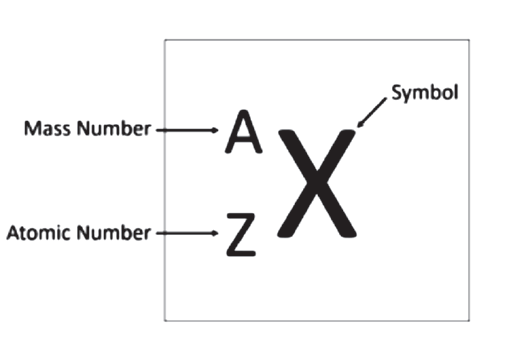 Symbol
Mass Number
A
X
Atomic Number
Z